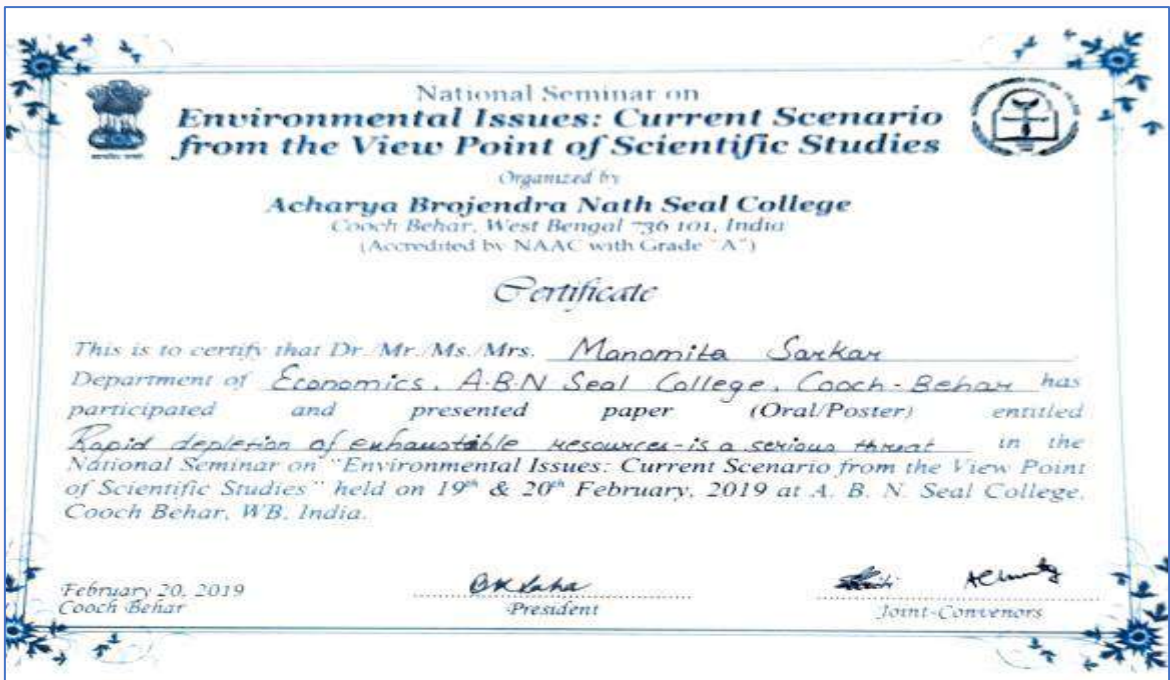 National Seminar on
Environmental Issues: Current Scenario
from the View Point of Scientific Studies
Organized by
Acharya Brojendra Nath Seal College
Cooch Behar, West Bengal 736 101, India
(Accredited by NAAC with Grade "A")
Certificate
This is to certify that Dr./Mr./Ms./Mrs. Manomita Sarkar
Department of Economics, A.B.N Seal College, Cooch-Behar has
participated and presented paper (Oral/Poster) entitled
Rapid depletion of exhaustible resources-is a serious threat in the
National Seminar on "Environmental Issues: Current Scenario from the View Point
of Scientific Studies" held on 19th & 20th February, 2019 at A. B. N. Seal College,
Cooch Behar, WB, India.
February 20, 2019
Cooch Behar
BK Saha
President
Joint-Convenors